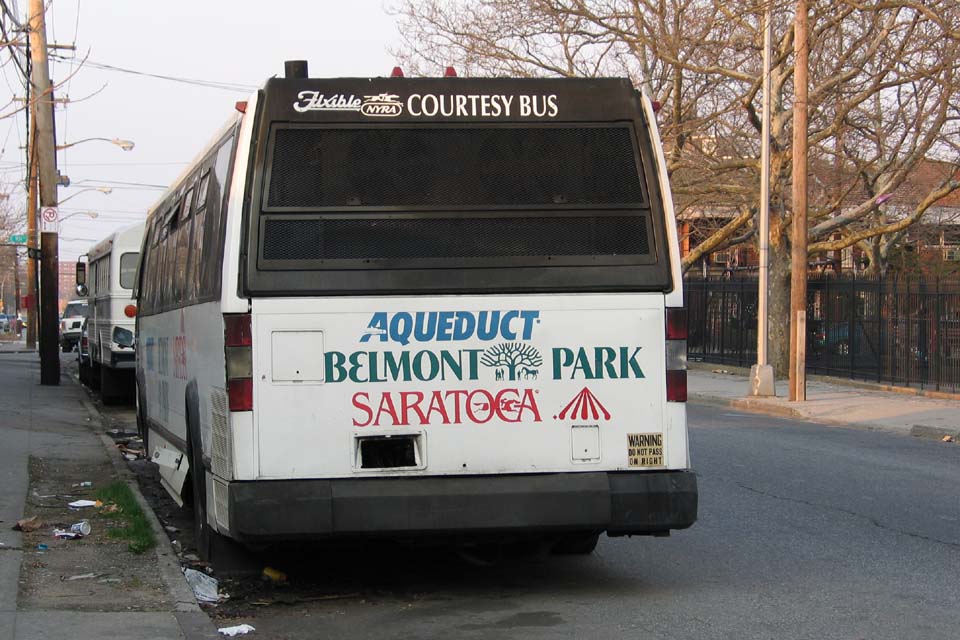 Flxible NYRA COURTESY BUS
AQUEDUCT
BELMONT PARK
SARATOGA
WARNING
DO NOT PASS
ON RIGHT